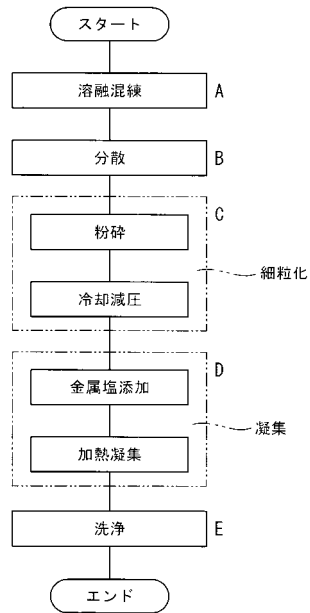 スタート
溶融混練 A
分散 B
C
粉砕
冷却減圧
細粒化
D
金属塩添加
加熱凝集
凝集
洗浄 E
エンド